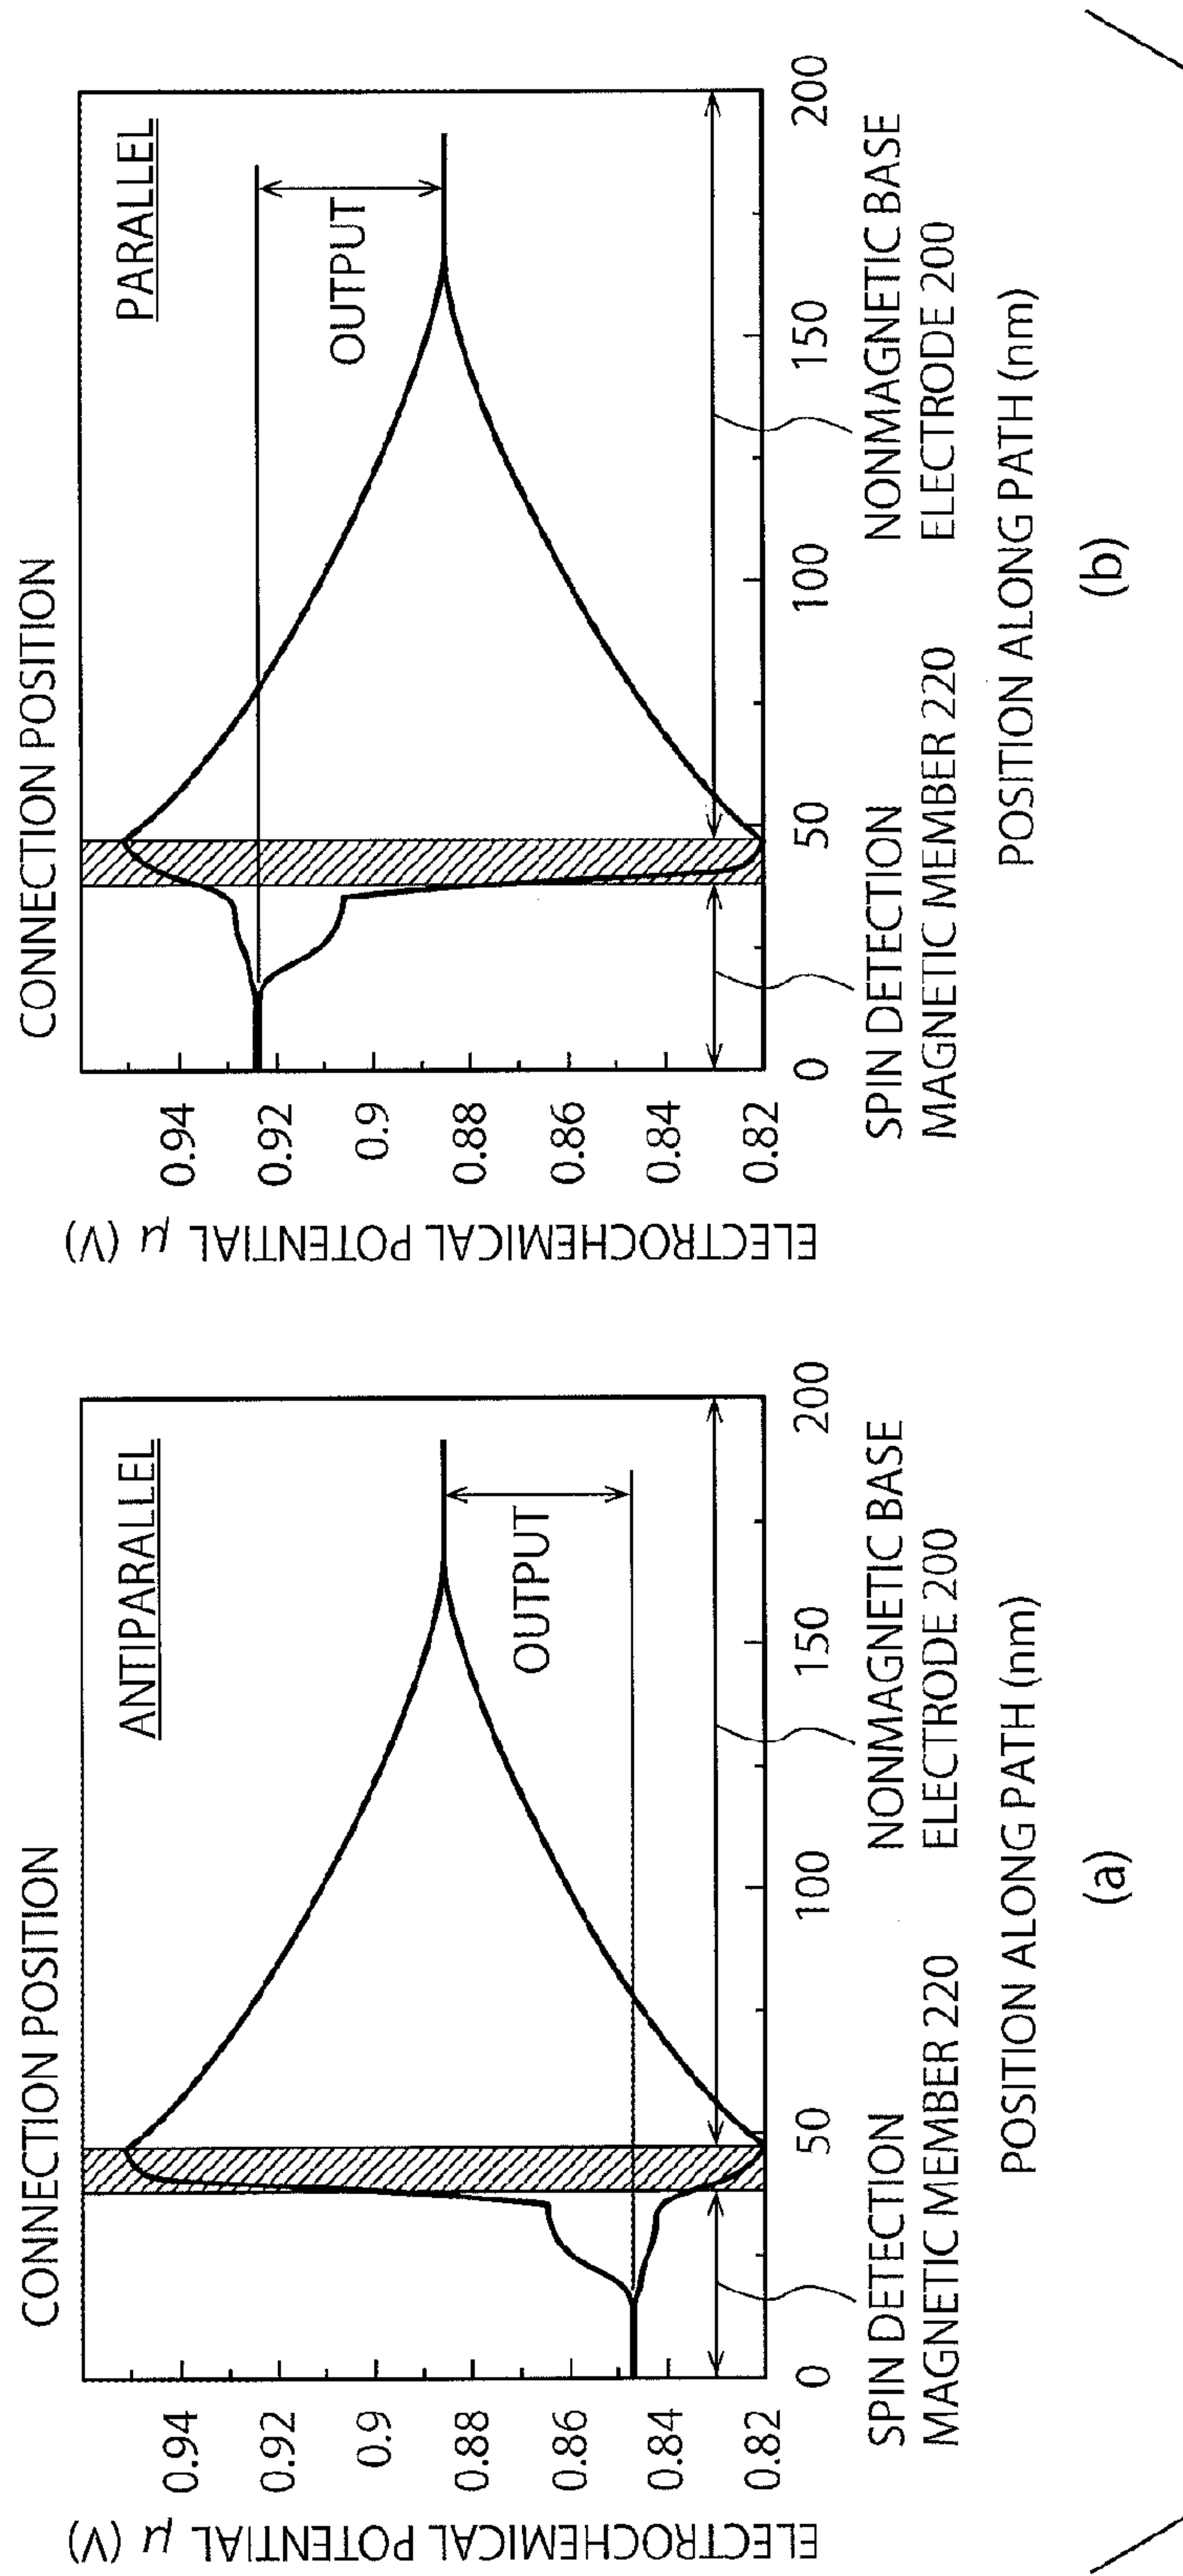 CONNECTION POSITION
ANTIPARALLEL
OUTPUT
ELECTROCHEMICAL POTENTIAL μ (V)
0.94
0.92
0.9
0.88
0.86
0.84
0.82
0
50
100
150
200
SPIN DETECTION
MAGNETIC MEMBER 220
NONMAGNETIC BASE
ELECTRODE 200
POSITION ALONG PATH (nm)
(a)
CONNECTION POSITION
PARALLEL
OUTPUT
ELECTROCHEMICAL POTENTIAL μ (V)
0.94
0.92
0.9
0.88
0.86
0.84
0.82
0
50
100
150
200
SPIN DETECTION
MAGNETIC MEMBER 220
NONMAGNETIC BASE
ELECTRODE 200
POSITION ALONG PATH (nm)
(b)